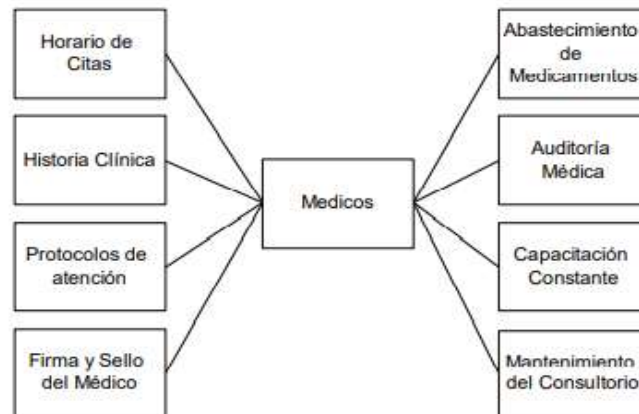 Horario de
Citas
Historia Clínica
Protocolos de
atención
Firma y Sello
del Médico
Medicos
Abastecimiento
de
Medicamentos
Auditoría
Médica
Capacitación
Constante
Mantenimiento
del Consultorio